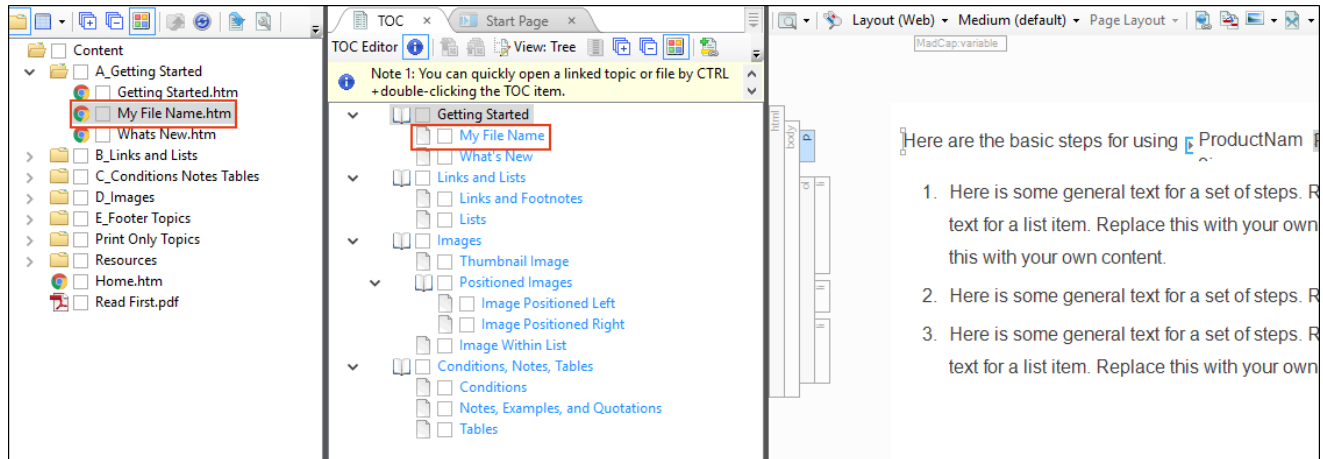 TOC
Start Page
Layout (Web)
Medium (default)
Page Layout
TOC Editor
View: Tree
MadCap:variable
Content
A_Getting Started
Getting Started.htm
My File Name.htm
Whats New.htm
B_Links and Lists
C_Conditions Notes Tables
D_Images
E_Footer Topics
Print Only Topics
Resources
Home.htm
Read First.pdf
Note 1: You can quickly open a linked topic or file by CTRL
+double-clicking the TOC item.
Getting Started
My File Name
What's New
Links and Lists
Links and Footnotes
Lists
Images
Thumbnail Image
Positioned Images
Image Positioned Left
Image Positioned Right
Image Within List
Conditions, Notes, Tables
Conditions
Notes, Examples, and Quotations
Tables
html
body
p
Here are the basic steps for using ProductNam
1. Here is some general text for a set of steps. R
text for a list item. Replace this with your own
this with your own content.
2. Here is some general text for a set of steps. R
3. Here is some general text for a set of steps. R
text for a list item. Replace this with your own